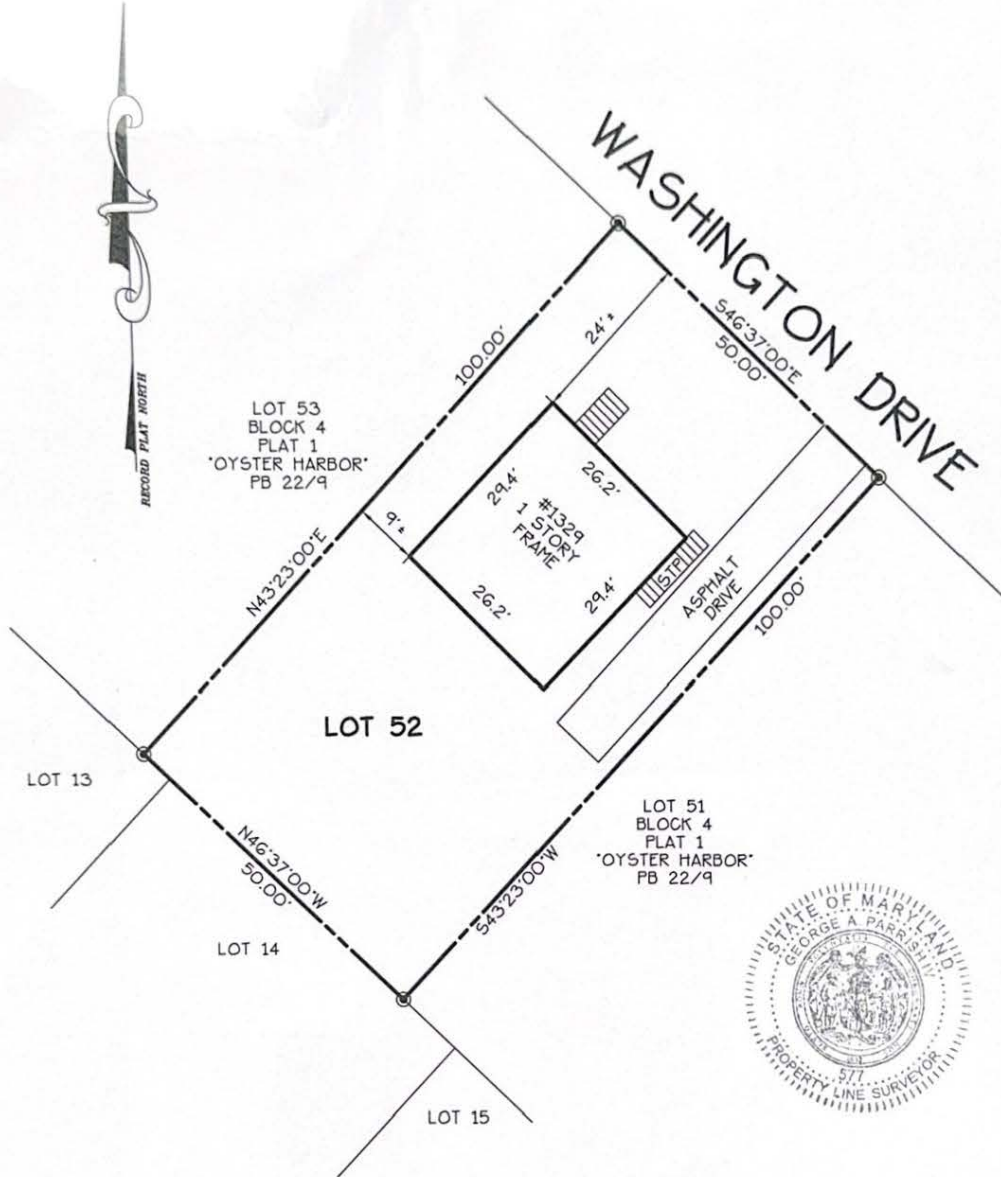 WASHINGTON DRIVE
RECORD PLAT NORTH
S46°37'00"E
50.00'
100.00'
24'±
LOT 53
BLOCK 4
PLAT 1
"OYSTER HARBOR"
PB 22/9
26.2'
29.4'
#1329
1 STORY
FRAME
9'±
STP
ASPHALT
DRIVE
N43°23'00"E
26.2'
29.4'
100.00'
LOT 52
LOT 13
LOT 51
BLOCK 4
PLAT 1
"OYSTER HARBOR"
PB 22/9
N46°37'00"W
50.00'
S43°23'00"W
LOT 14
LOT 15
STATE OF MARYLAND
GEORGE A. PARRISH IV
577
PROPERTY LINE SURVEYOR